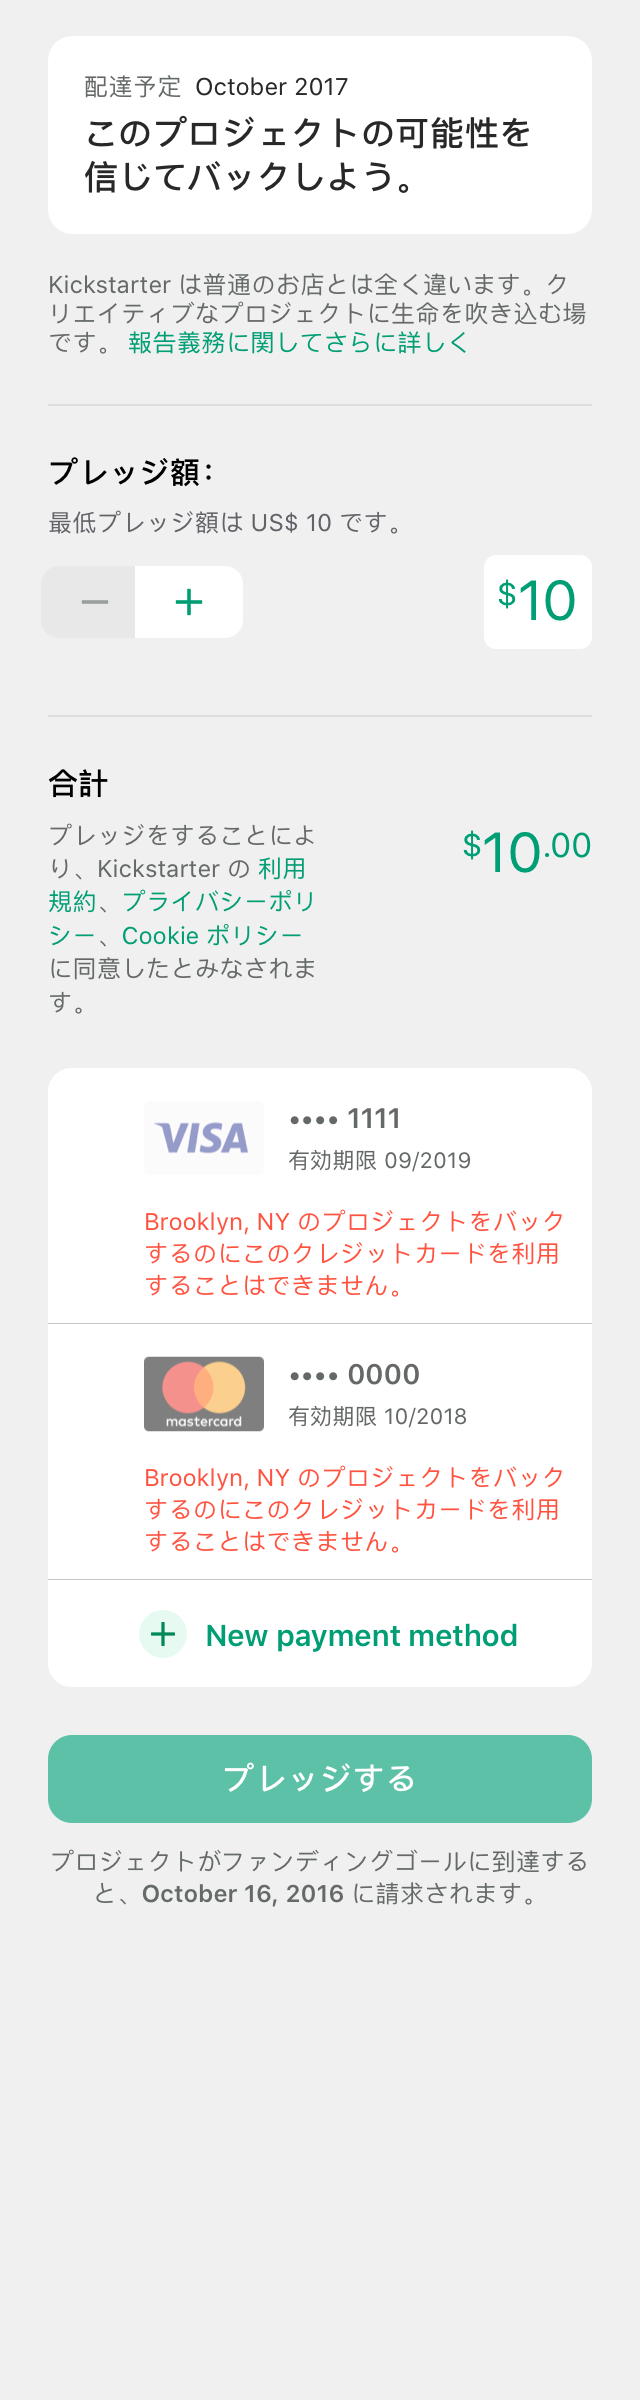 配達予定 October 2017
このプロジェクトの可能性を
信じてバックしよう。
Kickstarter は普通のお店とは全く違います。ク
リエイティブなプロジェクトに生命を吹き込む場
です。 報告義務に関してさらに詳しく
プレッジ額：
最低プレッジ額は US$ 10 です。
− + $10
合計
プレッジをすることによ
り、Kickstarter の 利用
規約、プライバシーポリ
シー、Cookie ポリシー
に同意したとみなされま
す。
$10.00
VISA •••• 1111
有効期限 09/2019
Brooklyn, NY のプロジェクトをバック
するのにこのクレジットカードを利用
することはできません。
mastercard •••• 0000
有効期限 10/2018
Brooklyn, NY のプロジェクトをバック
するのにこのクレジットカードを利用
することはできません。
+ New payment method
プレッジする
プロジェクトがファンディングゴールに到達する
と、October 16, 2016 に請求されます。